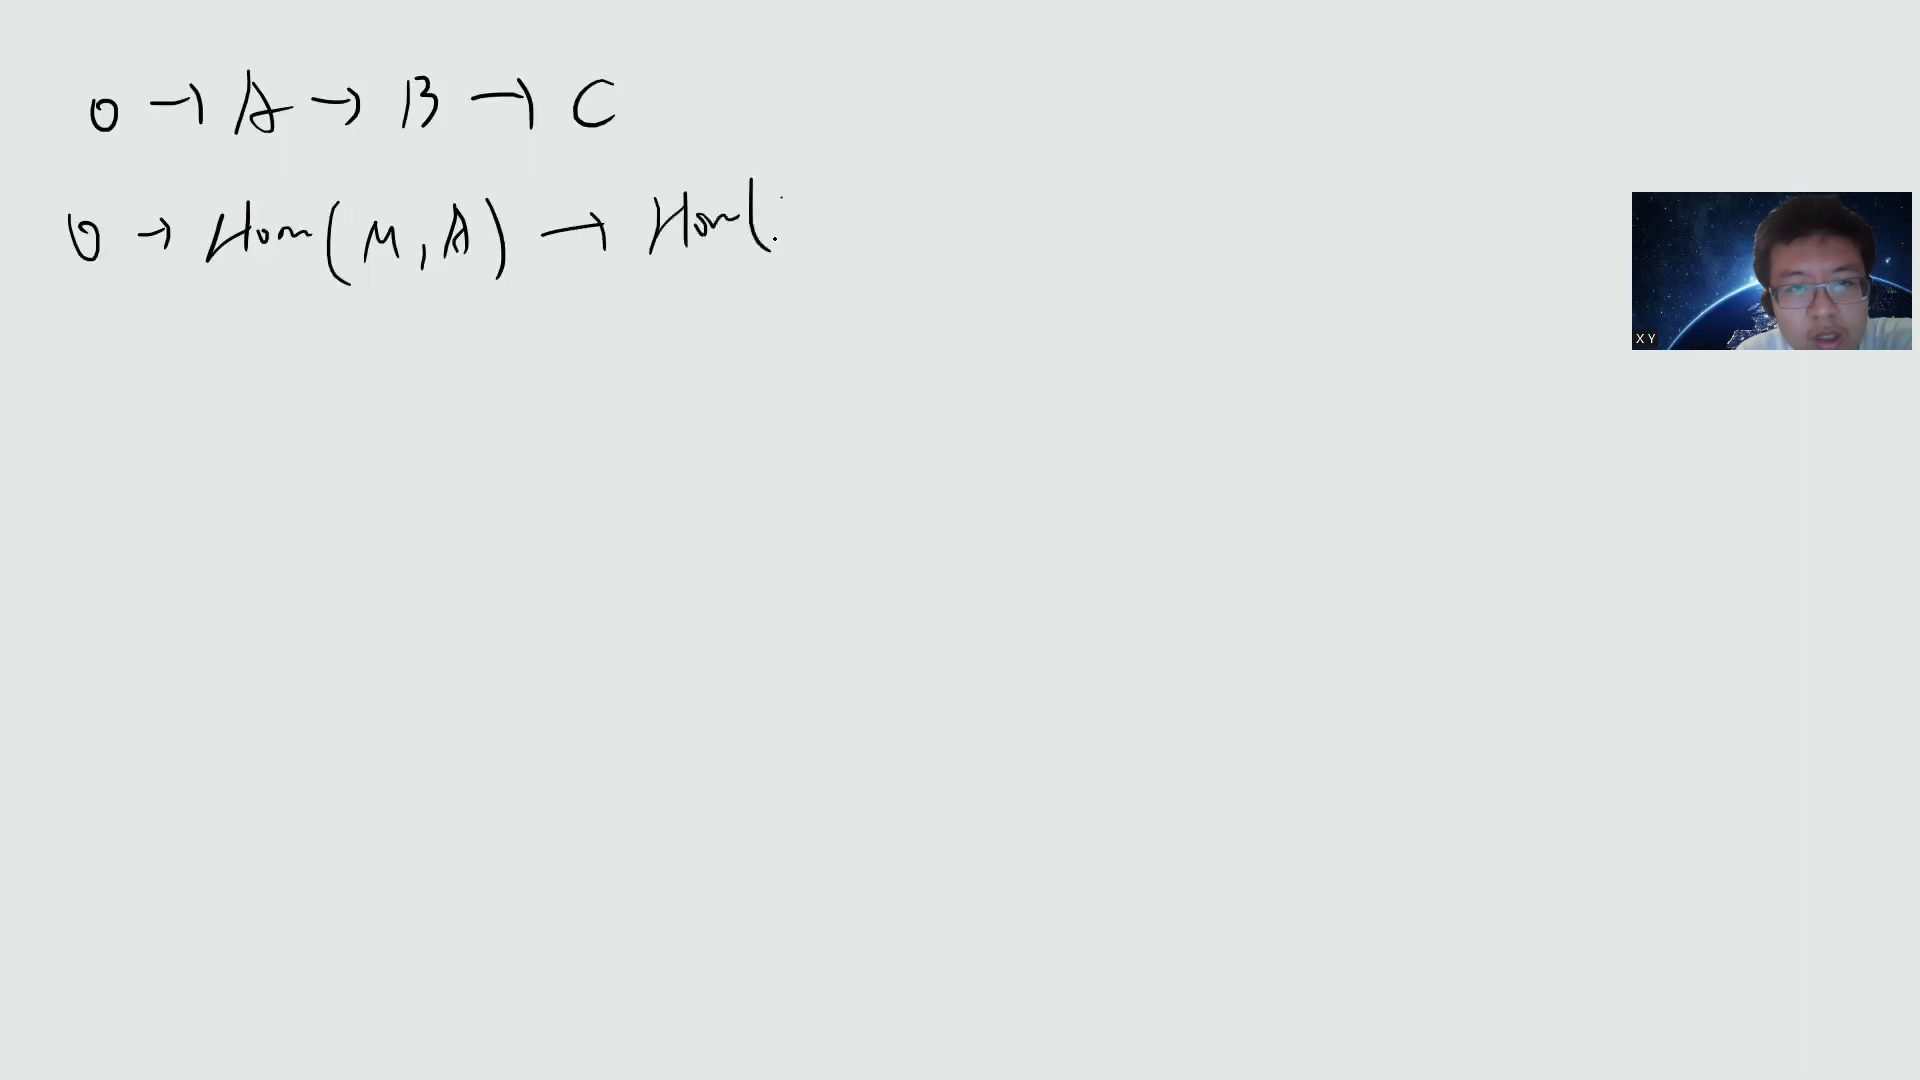 0 → A → B → C
0 → Hom(M, A) → Hom(
X Y